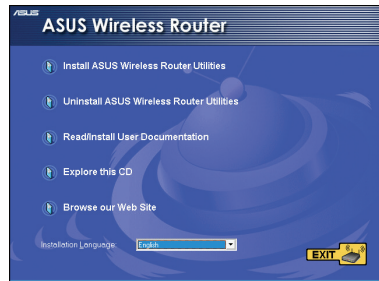 ASUS
ASUS Wireless Router
Install ASUS Wireless Router Utilities
Uninstall ASUS Wireless Router Utilities
Read/Install User Documentation
Explore this CD
Browse our Web Site
Installation Language: English
EXIT